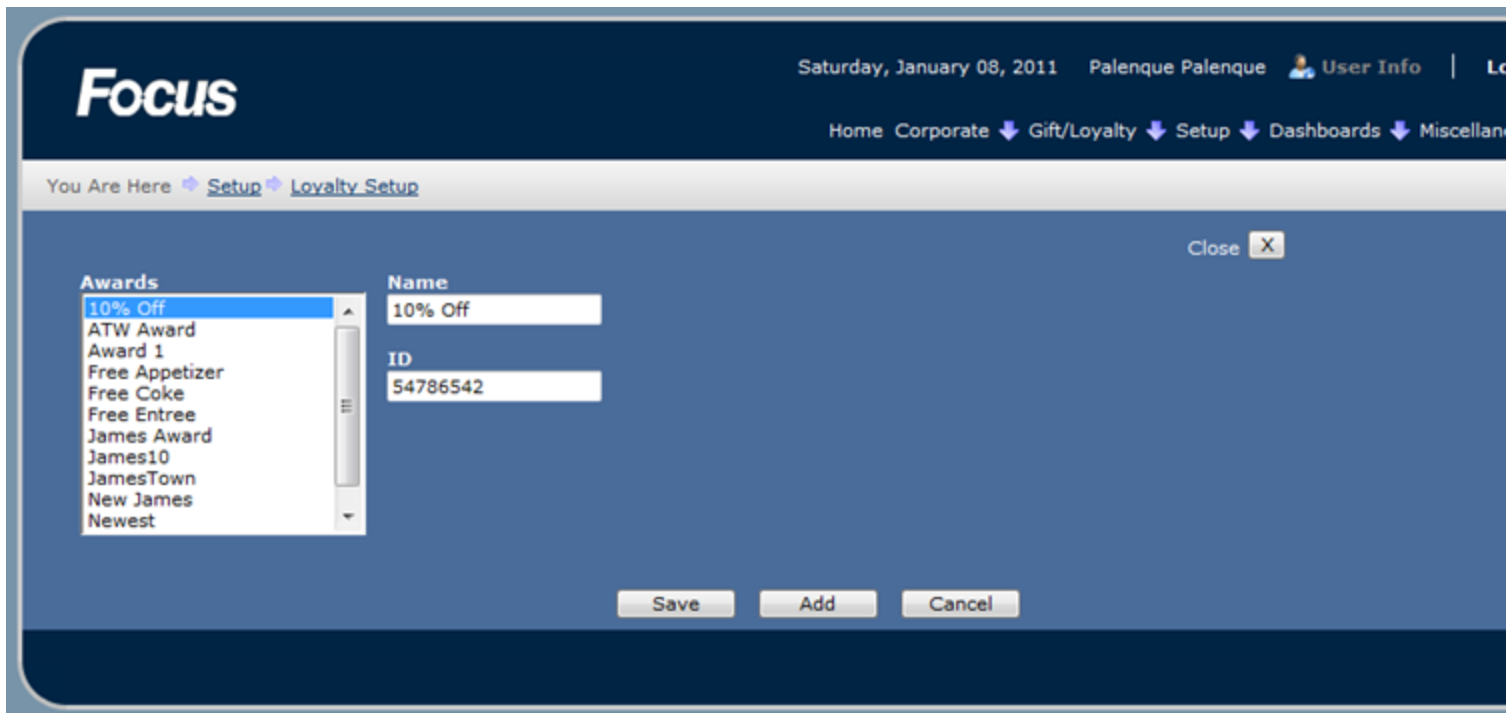 Focus
Saturday, January 08, 2011 Palenque Palenque User Info | Lo
Home Corporate Gift/Loyalty Setup Dashboards Miscellan
You Are Here Setup Loyalty Setup
Close X
Awards
10% Off
ATW Award
Award 1
Free Appetizer
Free Coke
Free Entree
James Award
James10
JamesTown
New James
Newest
Name
10% Off
ID
54786542
Save Add Cancel